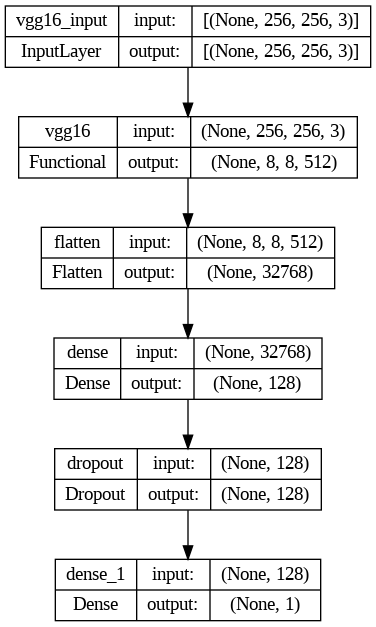 vgg16_input input: [(None, 256, 256, 3)]
InputLayer output: [(None, 256, 256, 3)]
vgg16 input: (None, 256, 256, 3)
Functional output: (None, 8, 8, 512)
flatten input: (None, 8, 8, 512)
Flatten output: (None, 32768)
dense input: (None, 32768)
Dense output: (None, 128)
dropout input: (None, 128)
Dropout output: (None, 128)
dense_1 input: (None, 128)
Dense output: (None, 1)